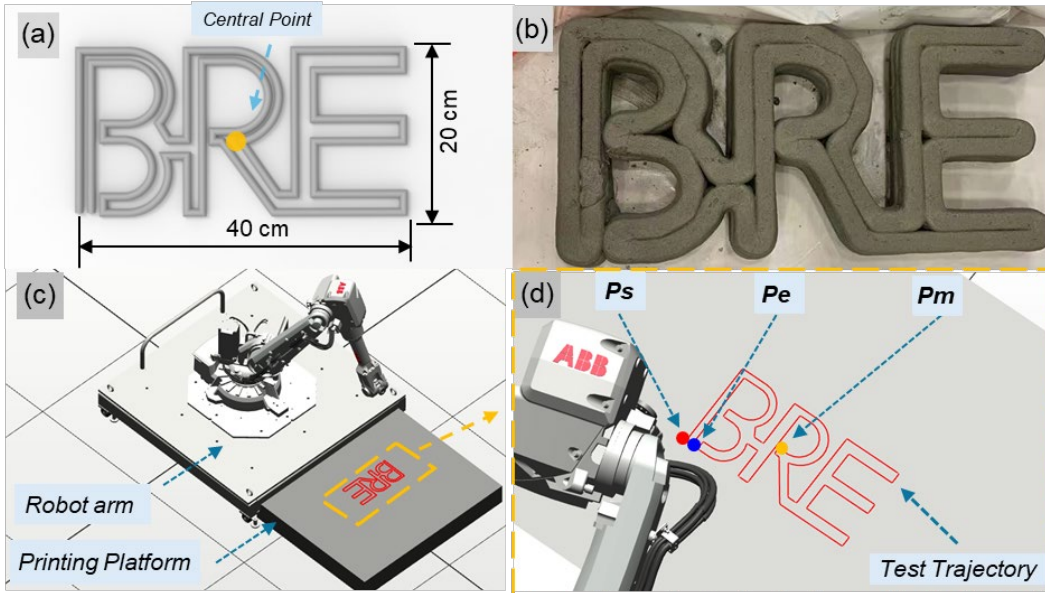 (a)
Central Point
BRE
20 cm
40 cm
(b)
BRE
(c)
ABB
BRE
Robot arm
Printing Platform
(d)
Ps
Pe
Pm
ABB
BRE
Test Trajectory